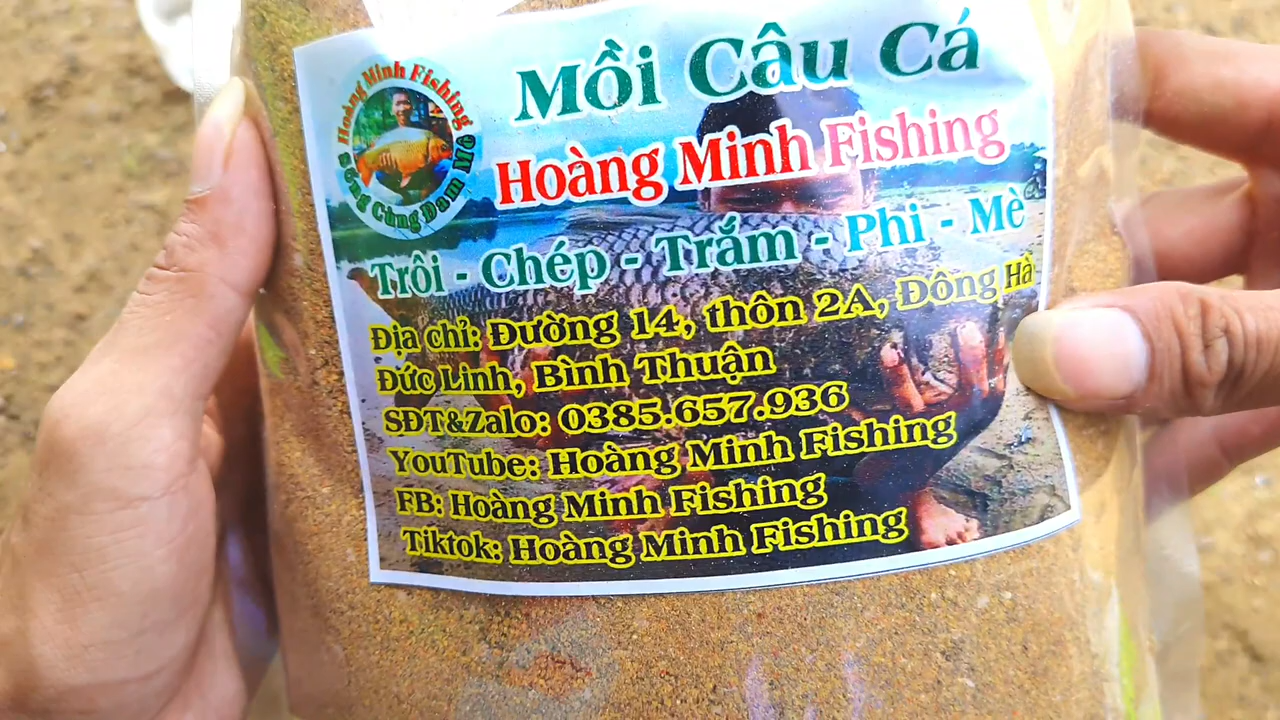 Hoàng Minh Fishing
Sống Cùng Đam Mê
Mồi Câu Cá
Hoàng Minh Fishing
Trôi - Chép - Trắm - Phi - Mè
Địa chỉ: Đường 14, thôn 2A, Đông Hà
Đức Linh, Bình Thuận
SĐT&Zalo: 0385.657.936
YouTube: Hoàng Minh Fishing
FB: Hoàng Minh Fishing
Tiktok: Hoàng Minh Fishing